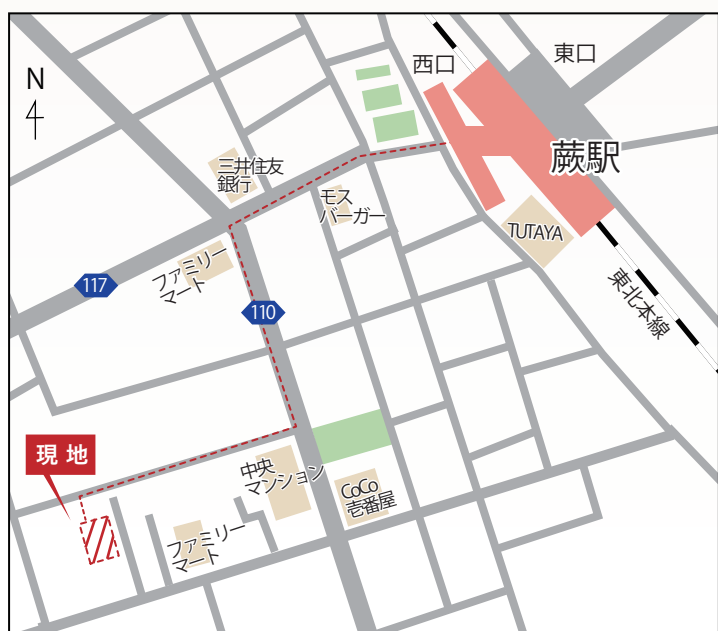 N
西口
東口
蕨駅
三井住友
銀行
モス
バーガー
TUTAYA
ファミリー
マート
117
110
東北本線
現地
中央
マンション
CoCo
壱番屋
ファミリー
マート